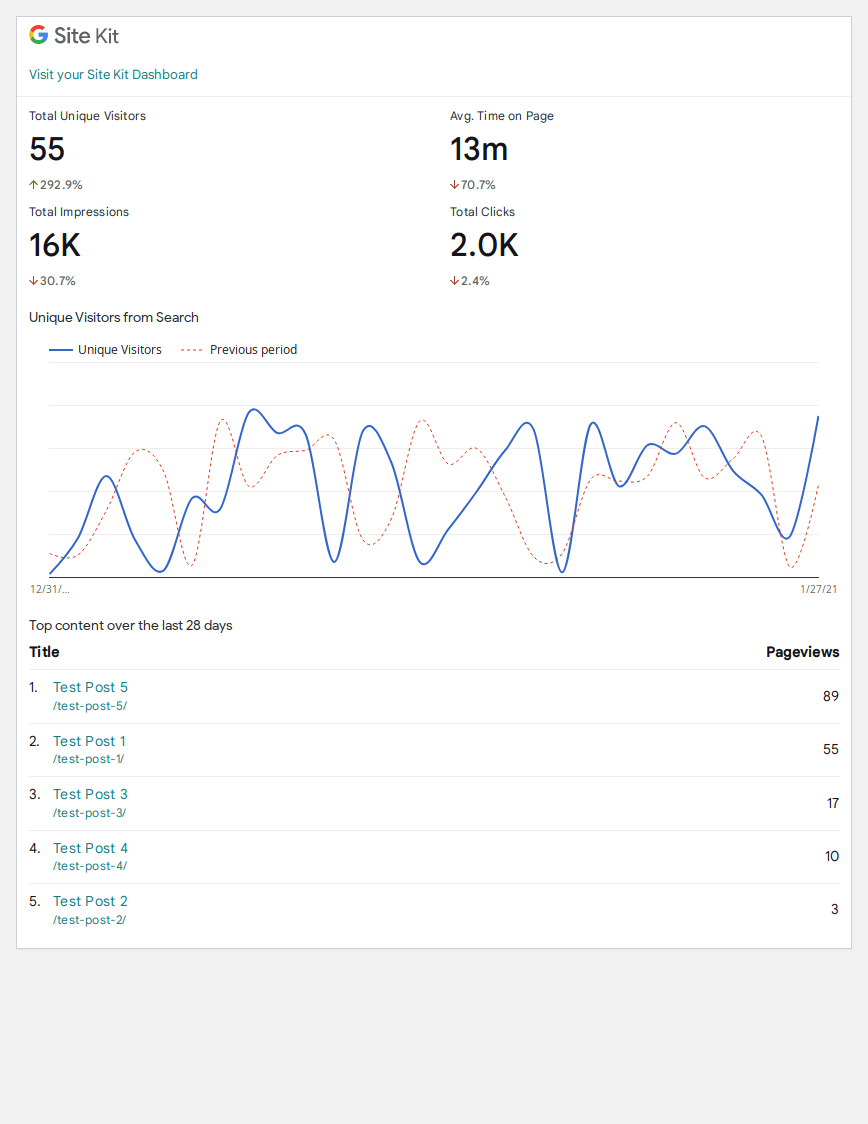 Site Kit
Visit your Site Kit Dashboard
Total Unique Visitors
55
↑292.9%
Avg. Time on Page
13m
↓70.7%
Total Impressions
16K
↓30.7%
Total Clicks
2.0K
↓2.4%
Unique Visitors from Search
Unique Visitors Previous period
12/31/... 1/27/21
Top content over the last 28 days
Title Pageviews
1. Test Post 5
/test-post-5/
89
2. Test Post 1
/test-post-1/
55
3. Test Post 3
/test-post-3/
17
4. Test Post 4
/test-post-4/
10
5. Test Post 2
/test-post-2/
3